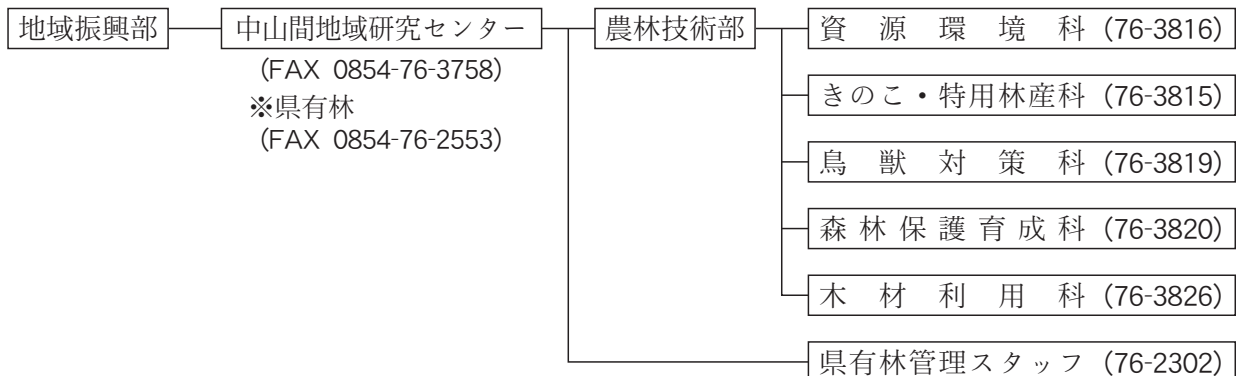 地域振興部 中山間地域研究センター 農林技術部 資源環境科 (76-3816)
(FAX 0854-76-3758)
※県有林
(FAX 0854-76-2553)
きのこ・特用林産科 (76-3815)
鳥獣対策科 (76-3819)
森林保護育成科 (76-3820)
木材利用科 (76-3826)
県有林管理スタッフ (76-2302)